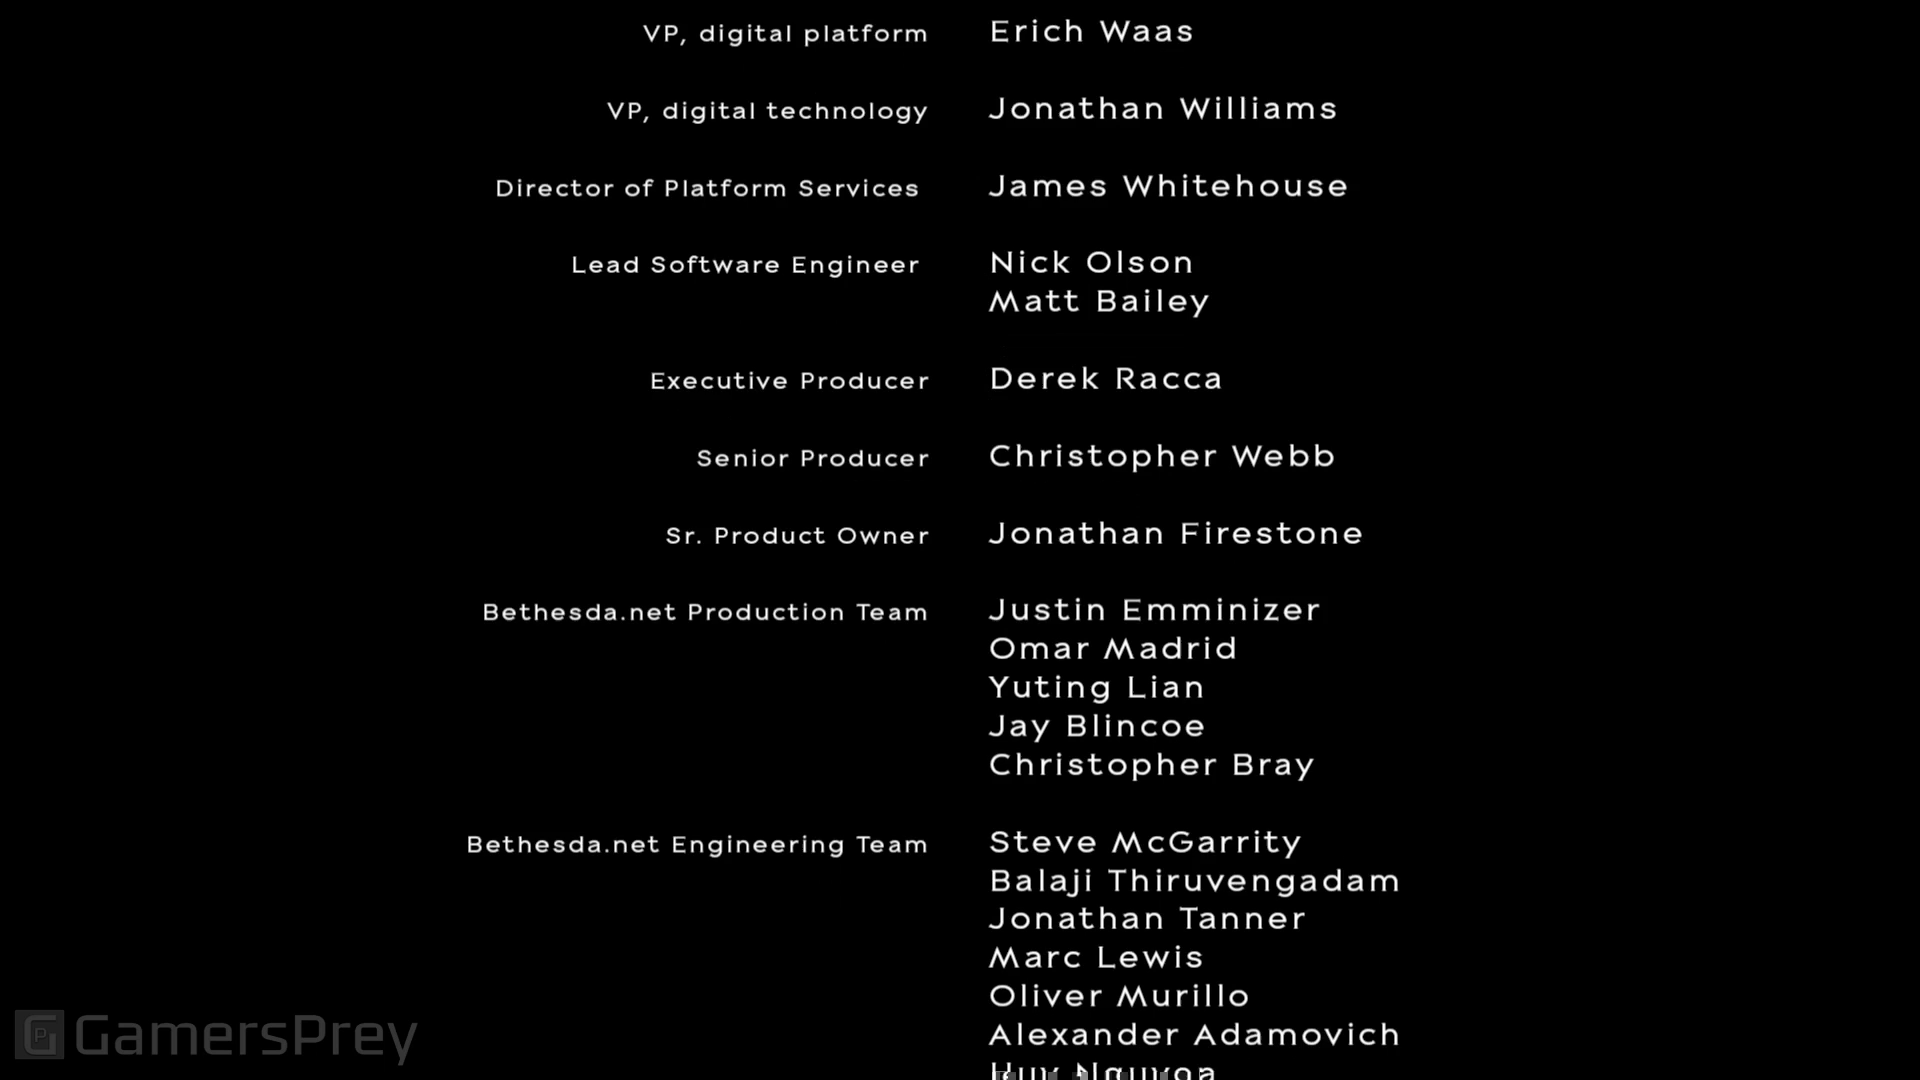 VP, digital platform Erich Waas
VP, digital technology Jonathan Williams
Director of Platform Services James Whitehouse
Lead Software Engineer Nick Olson
Matt Bailey
Executive Producer Derek Racca
Senior Producer Christopher Webb
Sr. Product Owner Jonathan Firestone
Bethesda.net Production Team Justin Emminizer
Omar Madrid
Yuting Lian
Jay Blincoe
Christopher Bray
Bethesda.net Engineering Team Steve McGarrity
Balaji Thiruvengadam
Jonathan Tanner
Marc Lewis
Oliver Murillo
Alexander Adamovich
GamersPrey